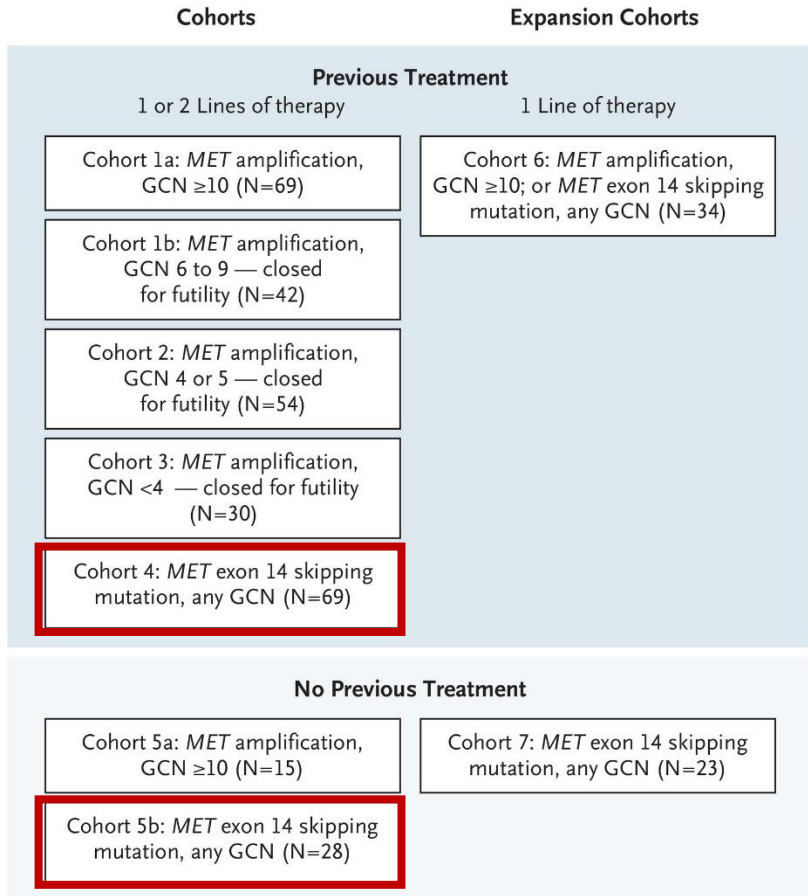 Cohorts
Expansion Cohorts
Previous Treatment
1 or 2 Lines of therapy
1 Line of therapy
Cohort 1a: MET amplification,
GCN ≥10 (N=69)
Cohort 6: MET amplification,
GCN ≥10; or MET exon 14 skipping
mutation, any GCN (N=34)
Cohort 1b: MET amplification,
GCN 6 to 9 — closed
for futility (N=42)
Cohort 2: MET amplification,
GCN 4 or 5 — closed
for futility (N=54)
Cohort 3: MET amplification,
GCN <4 — closed for futility
(N=30)
Cohort 4: MET exon 14 skipping
mutation, any GCN (N=69)
No Previous Treatment
Cohort 5a: MET amplification,
GCN ≥10 (N=15)
Cohort 7: MET exon 14 skipping
mutation, any GCN (N=23)
Cohort 5b: MET exon 14 skipping
mutation, any GCN (N=28)